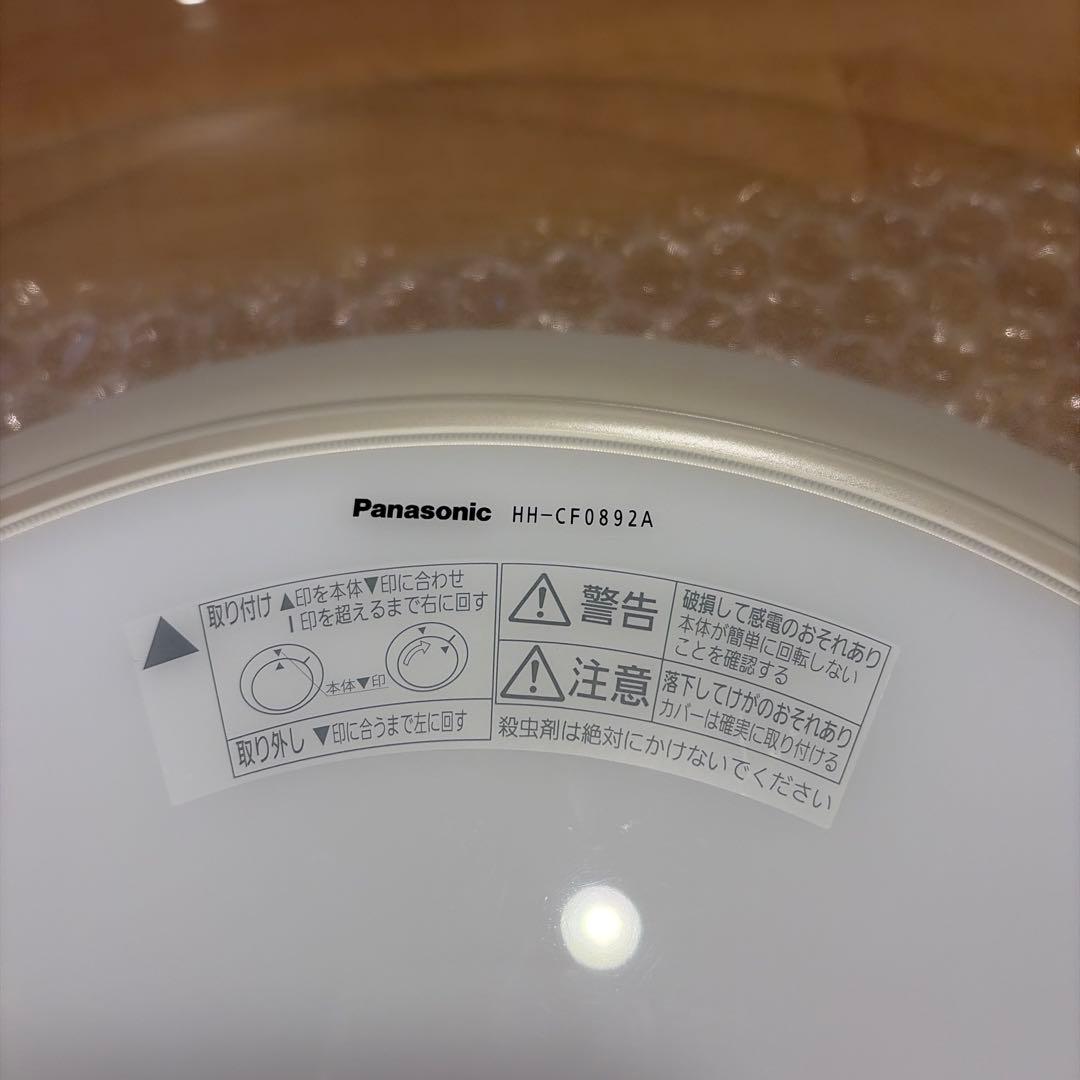 Panasonic HH-CF0892A
取り付け ▲印を本体▼印に合わせ
|印を超えるまで右に回す
本体▼印
取り外し ▼印に合うまで左に回す
警告
破損して感電のおそれあり
本体が簡単に回転しない
ことを確認する
注意
落下してけがのおそれあり
カバーは確実に取り付ける
殺虫剤は絶対にかけないでください